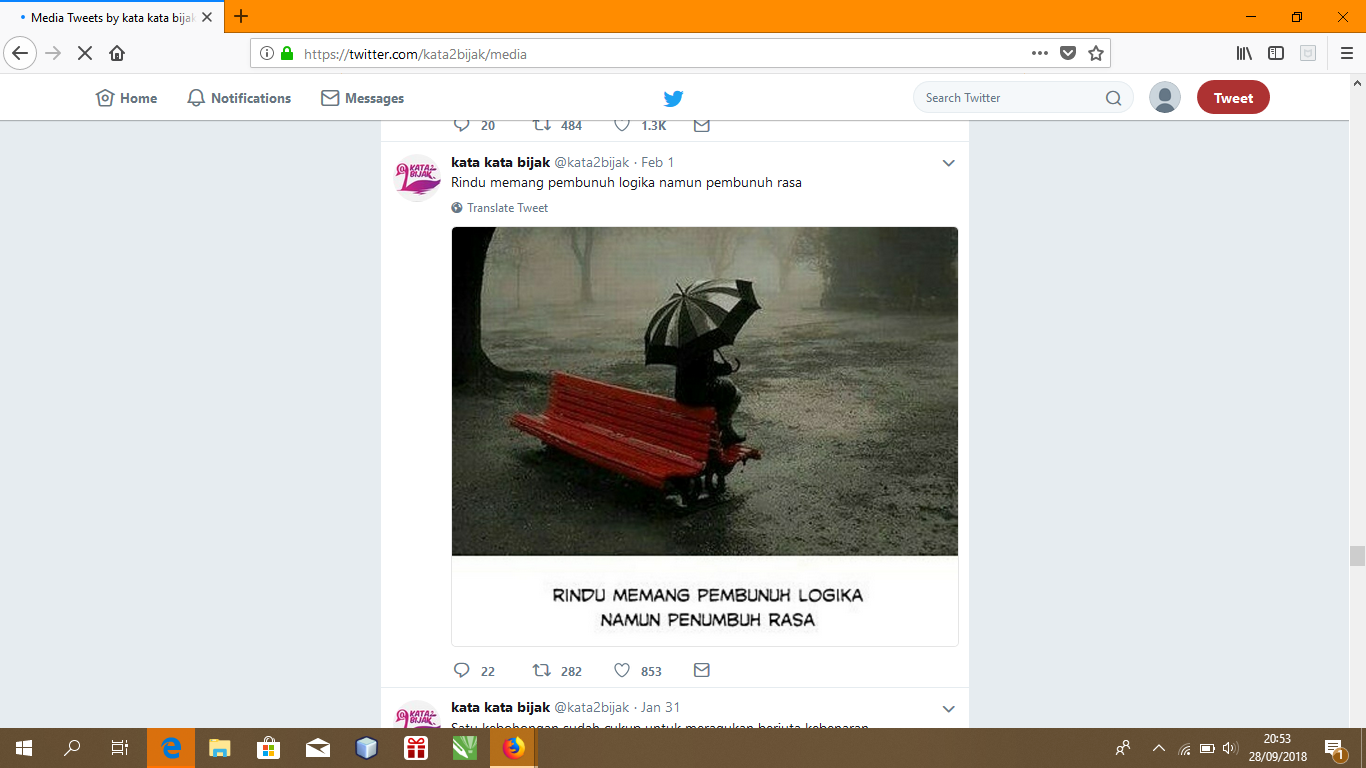 Media Tweets by kata kata bijak
https://twitter.com/kata2bijak/media
Home
Notifications
Messages
Search Twitter
Tweet
20
484
1.3K
kata kata bijak @kata2bijak · Feb 1
Rindu memang pembunuh logika namun pembunuh rasa
Translate Tweet
RINDU MEMANG PEMBUNUH LOGIKA
NAMUN PENUMBUH RASA
22
282
853
kata kata bijak @kata2bijak · Jan 31
Satu kebohongan sudah cukup untuk meragukan berjuta kebenaran
@KATA2
BIJAK
@KATA2
20:53
28/09/2018
1